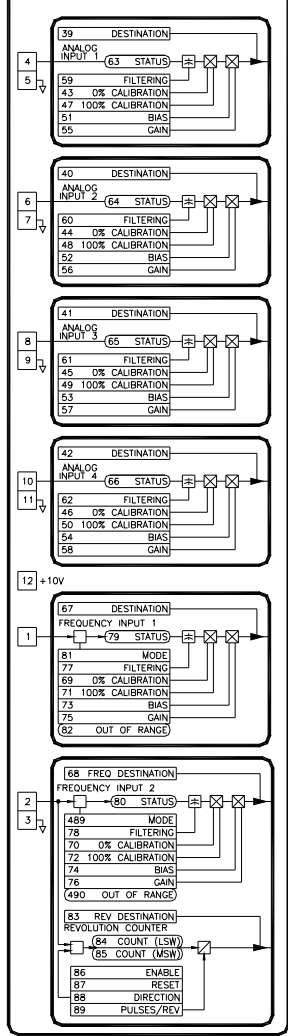 39 DESTINATION
ANALOG
INPUT 1
4
63 STATUS
5
59 FILTERING
43 0% CALIBRATION
47 100% CALIBRATION
51 BIAS
55 GAIN
40 DESTINATION
ANALOG
INPUT 2
6
64 STATUS
7
60 FILTERING
44 0% CALIBRATION
48 100% CALIBRATION
52 BIAS
56 GAIN
41 DESTINATION
ANALOG
INPUT 3
8
65 STATUS
9
61 FILTERING
45 0% CALIBRATION
49 100% CALIBRATION
53 BIAS
57 GAIN
42 DESTINATION
ANALOG
INPUT 4
10
66 STATUS
11
62 FILTERING
46 0% CALIBRATION
50 100% CALIBRATION
54 BIAS
58 GAIN
12 +10V
67 DESTINATION
FREQUENCY INPUT 1
1
79 STATUS
81 MODE
77 FILTERING
69 0% CALIBRATION
71 100% CALIBRATION
73 BIAS
75 GAIN
82 OUT OF RANGE
68 FREQ DESTINATION
FREQUENCY INPUT 2
2
80 STATUS
3
489 MODE
78 FILTERING
70 0% CALIBRATION
72 100% CALIBRATION
74 BIAS
76 GAIN
490 OUT OF RANGE
83 REV DESTINATION
REVOLUTION COUNTER
84 COUNT (LSW)
85 COUNT (MSW)
86 ENABLE
87 RESET
88 DIRECTION
89 PULSES/REV